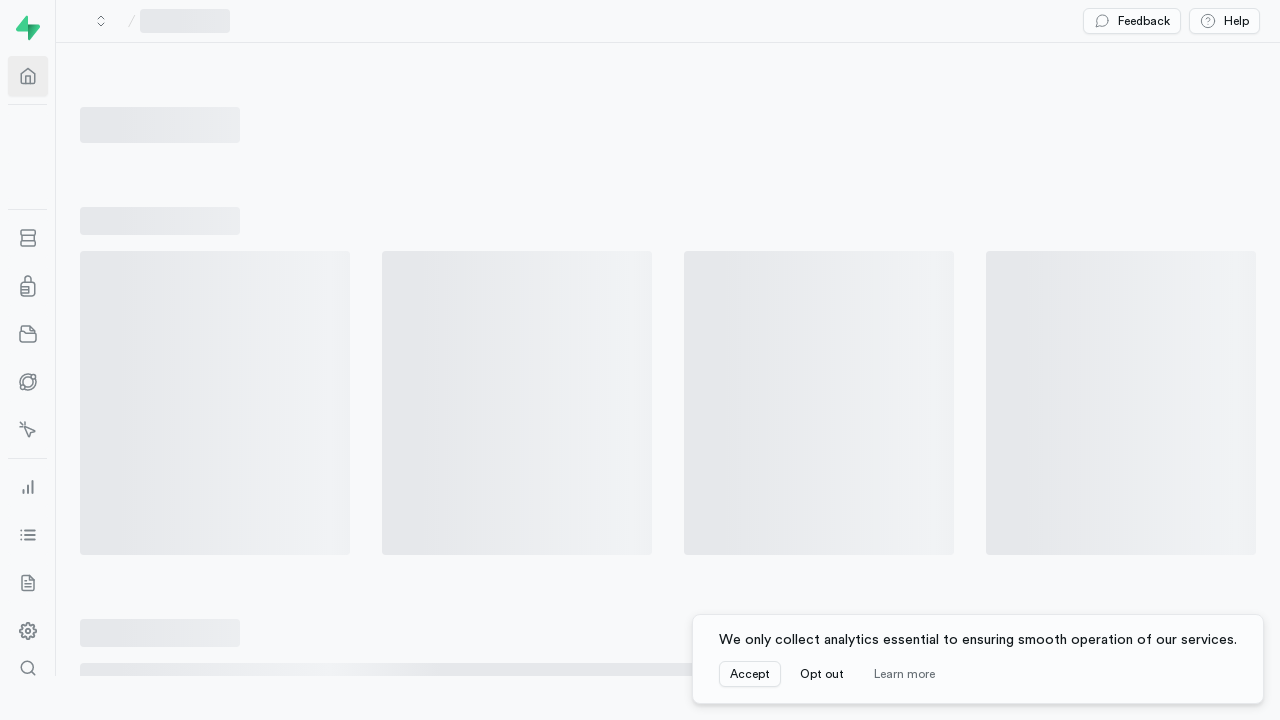 /
Feedback
Help
We only collect analytics essential to ensuring smooth operation of our services.
Accept
Opt out
Learn more